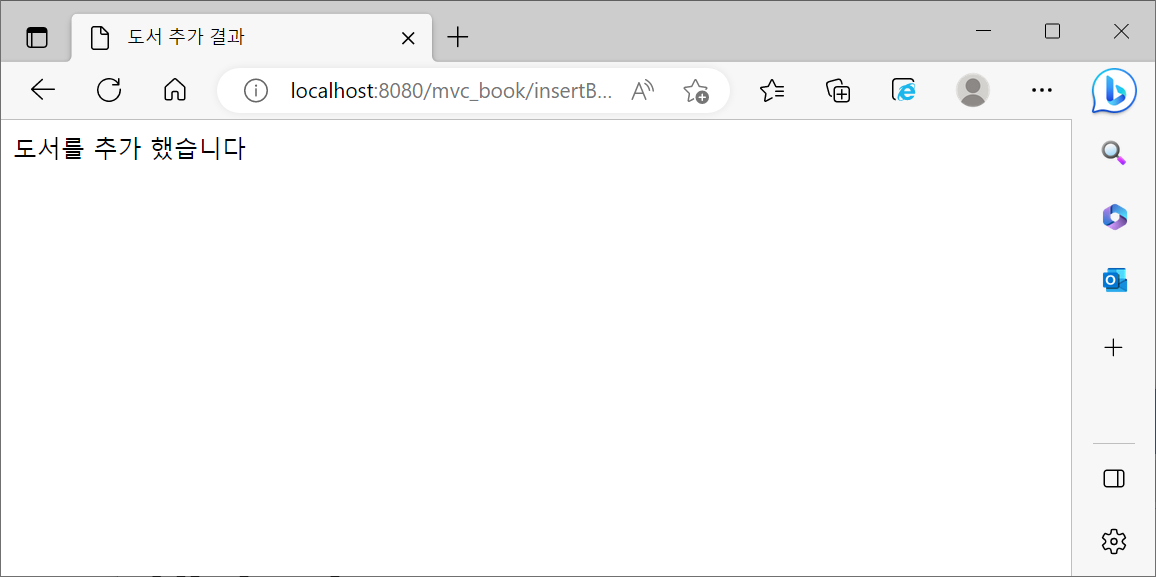 도서 추가 결과
localhost:8080/mvc_book/insertB...
도서를 추가 했습니다